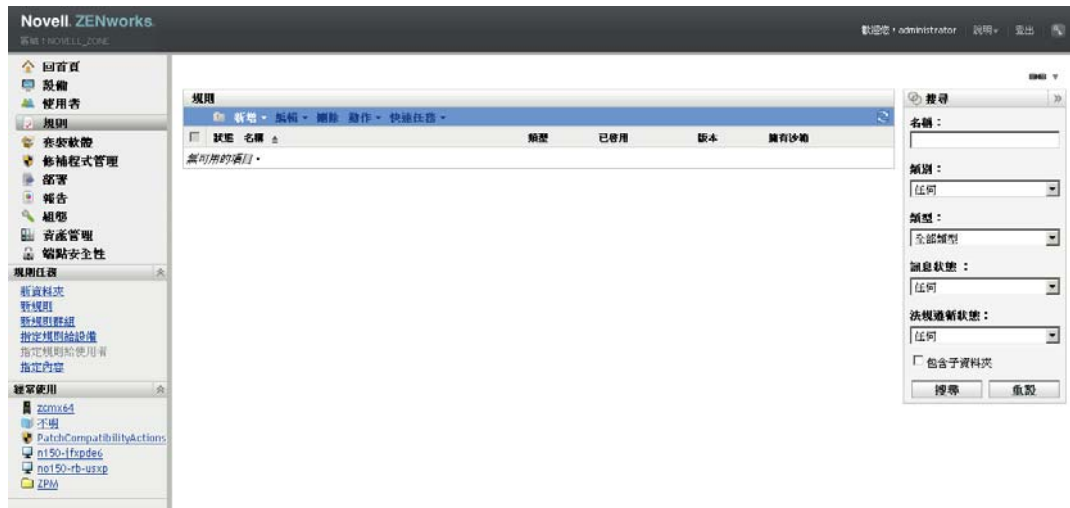 Novell ZENworks.
區域：NOVELL_ZONE
歡迎您，administrator 說明 登出
回首頁
設備
使用者
規則
套裝軟體
修補程式管理
部署
報告
組態
資產管理
端點安全性
規則任務
新資料夾
新規則
新規則群組
指定規則給設備
指定規則給使用者
指定內容
經常使用
zcmx64
不明
PatchCompatibilityActions
n150-jfxpde6
no150-rb-usxp
ZPM
規則
新增 編輯 刪除 動作 快速任務
狀態 名稱 類型 已啟用 版本 擁有沙箱
無可用的項目。
進階
搜尋
名稱：
類別：
任何
類型：
全部類型
訊息狀態：
任何
法規遵循狀態：
任何
包含子資料夾
搜尋 重設